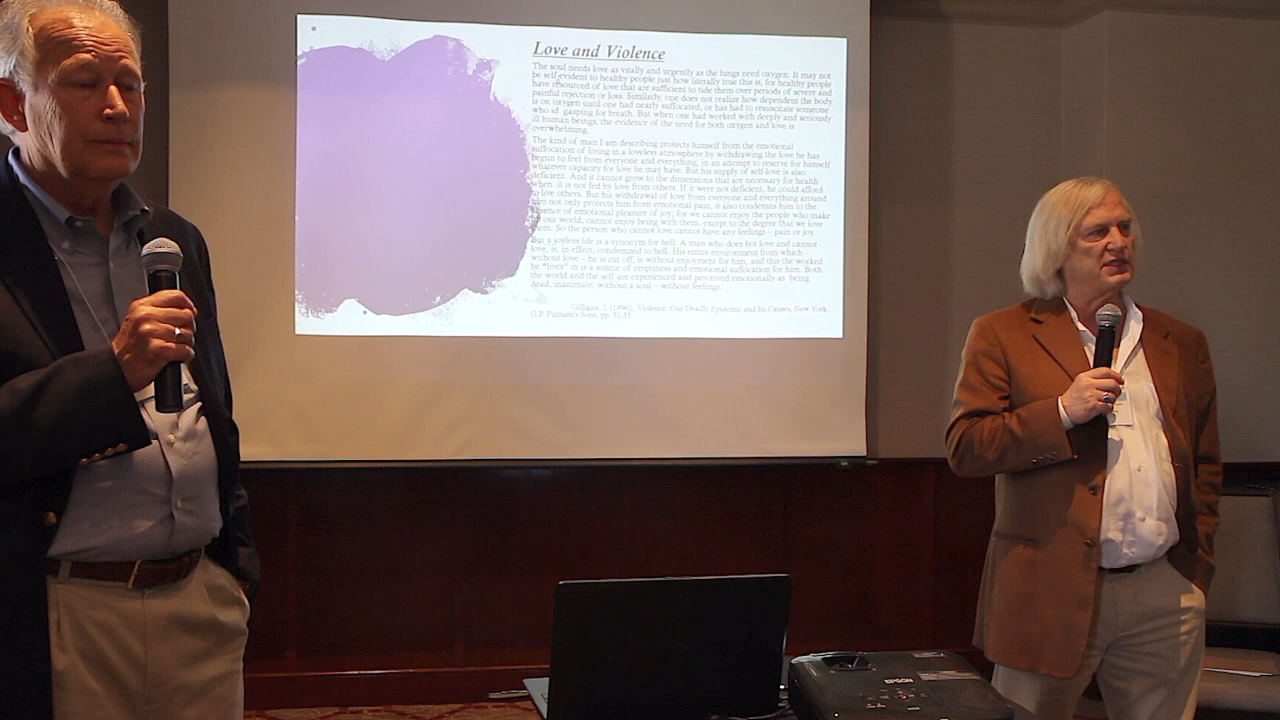 Love and Violence
The soul needs love as vitally and urgently as the lungs need oxygen. It may not
be self-evident to healthy people just how literally true this is, for healthy people
have resourced of love that are sufficient to tide them over periods of severe and
painful rejection or loss. Similarly, one does not realize how dependent the body
is on oxygen until one had nearly suffocated, or has had to resuscitate someone
who id gasping for breath. But when one had worked with deeply and seriously
ill human beings, the evidence of the need for both oxygen and love is
overwhelming.
The kind of man I am describing protects himself from the emotional
suffocation of living in a loveless atmosphere by withdrawing the love he has
begun to feel from everyone and everything, in an attempt to reserve for himself
whatever capacity for love he may have. But his supply of self love is also
deficient. And it cannot grow to the dimensions that are necessary for health
when it is not fed by love from others. If it were not deficient, he could afford
to live others. But his withdrawal of love from everyone and everything around
him not only protects him from emotional pain, it also condemns him to the
absence of emotional pleasure of joy; for we cannot enjoy the people who make
up our world, cannot enjoy being with them, except to the degree that we love
them. So the person who cannot love cannot have any feelings – pain or joy.
But a joyless life is a synonym for hell. A man who does not love and cannot
love, is, in effect, condemned to hell. His entire environment from which –
without love – he is cut off, is without enjoyment for him, and this the worked
he "lives" in is a source of emptiness and emotional suffocation for him. Both
the world and the self are experienced and perceived emotionally as being
dead, inanimate, without a soul – without feelings.
Gilligan, J. (1996), Violence: Our Deadly Epidemic and Its Causes, New York:
G.P. Putnam's Sons, pp. 51-55
EPSON